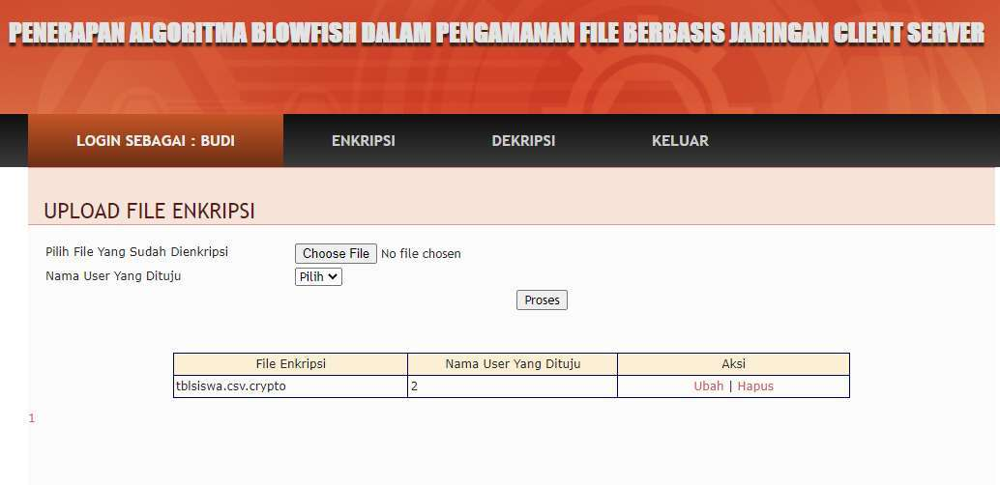 PENERAPAN ALGORITMA BLOWFISH DALAM PENGAMANAN FILE BERBASIS JARINGAN CLIENT SERVER
LOGIN SEBAGAI : BUDI ENKRIPSI DEKRIPSI KELUAR
UPLOAD FILE ENKRIPSI
Pilih File Yang Sudah Dienkripsi Choose File No file chosen
Nama User Yang Dituju Pilih
Proses
File Enkripsi Nama User Yang Dituju Aksi
tblsiswa.csv.crypto 2 Ubah | Hapus
1